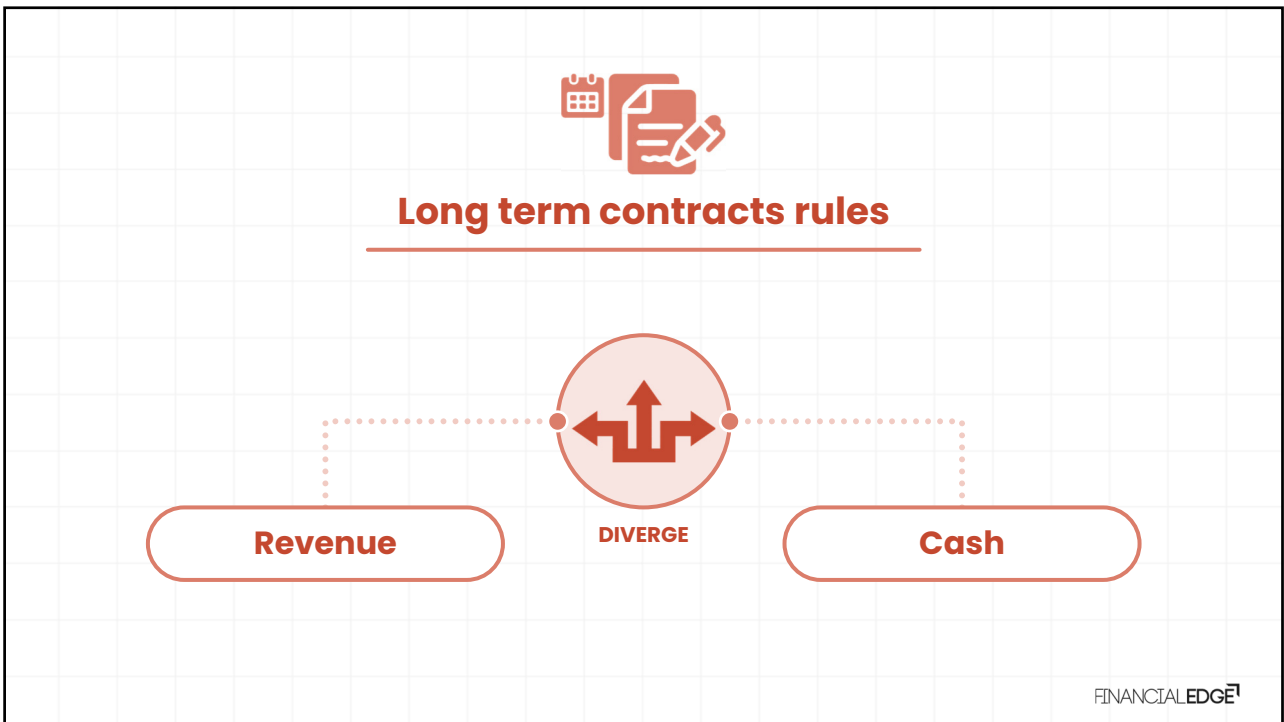 Long term contracts rules
DIVERGE
Revenue
Cash
FINANCIALEDGE